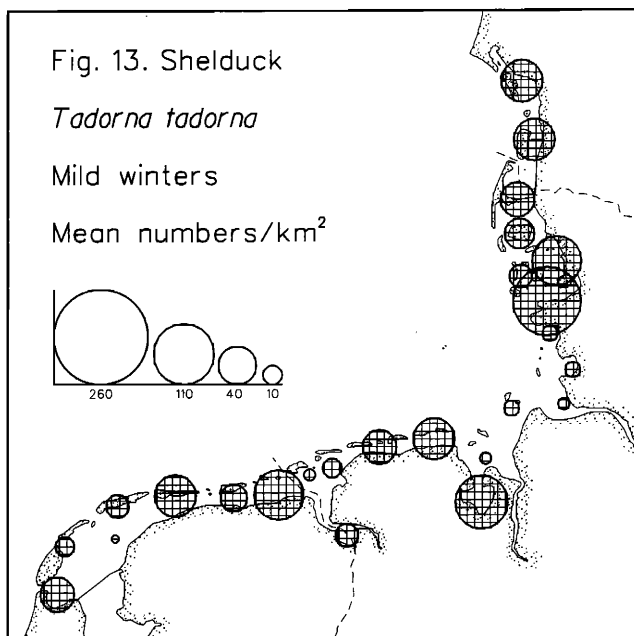 Fig. 13. Shelduck
Tadorna tadorna
Mild winters
Mean numbers/km²
260 110 40 10